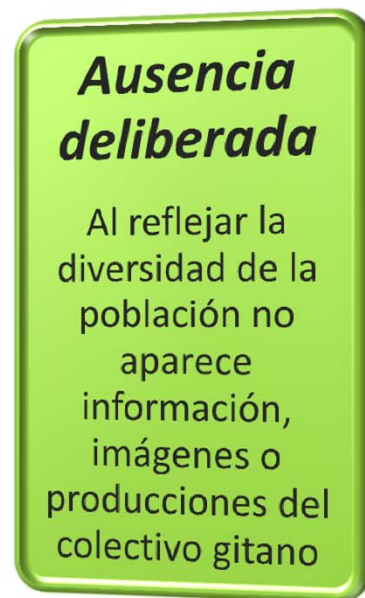 Ausencia
deliberada
Al reflejar la
diversidad de la
población no
aparece
información,
imágenes o
producciones del
colectivo gitano